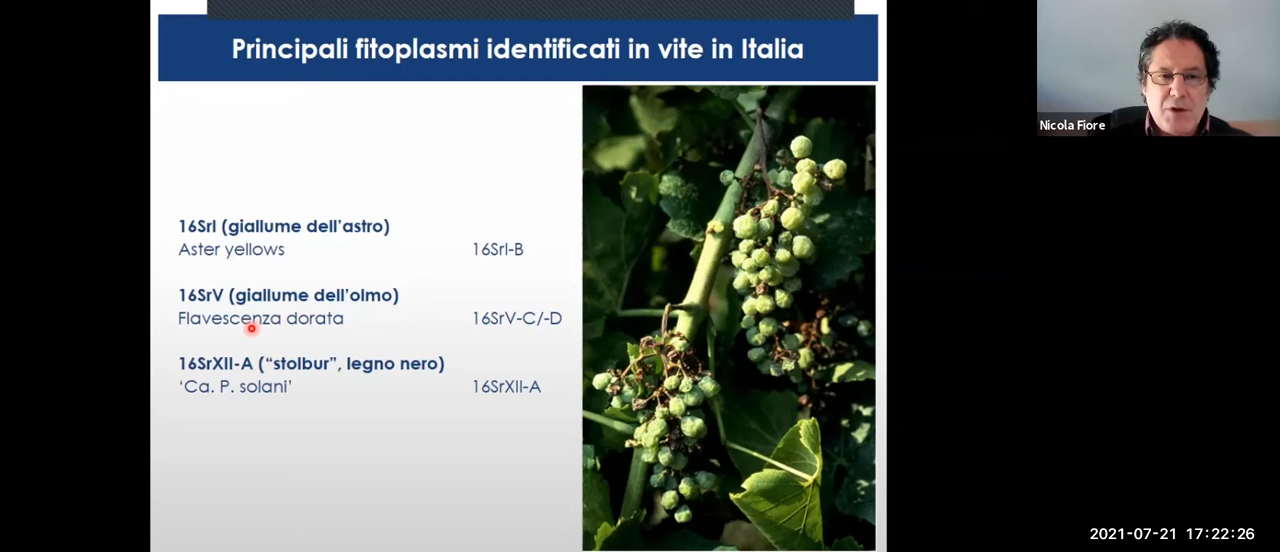 Principali fitoplasmi identificati in vite in Italia
16SrI (giallume dell’astro)
Aster yellows 16SrI-B
16SrV (giallume dell’olmo)
Flavescenza dorata 16SrV-C/-D
16SrXII-A (“stolbur”, legno nero)
‘Ca. P. solani’ 16SrXII-A
Nicola Fiore
2021-07-21 17:22:26